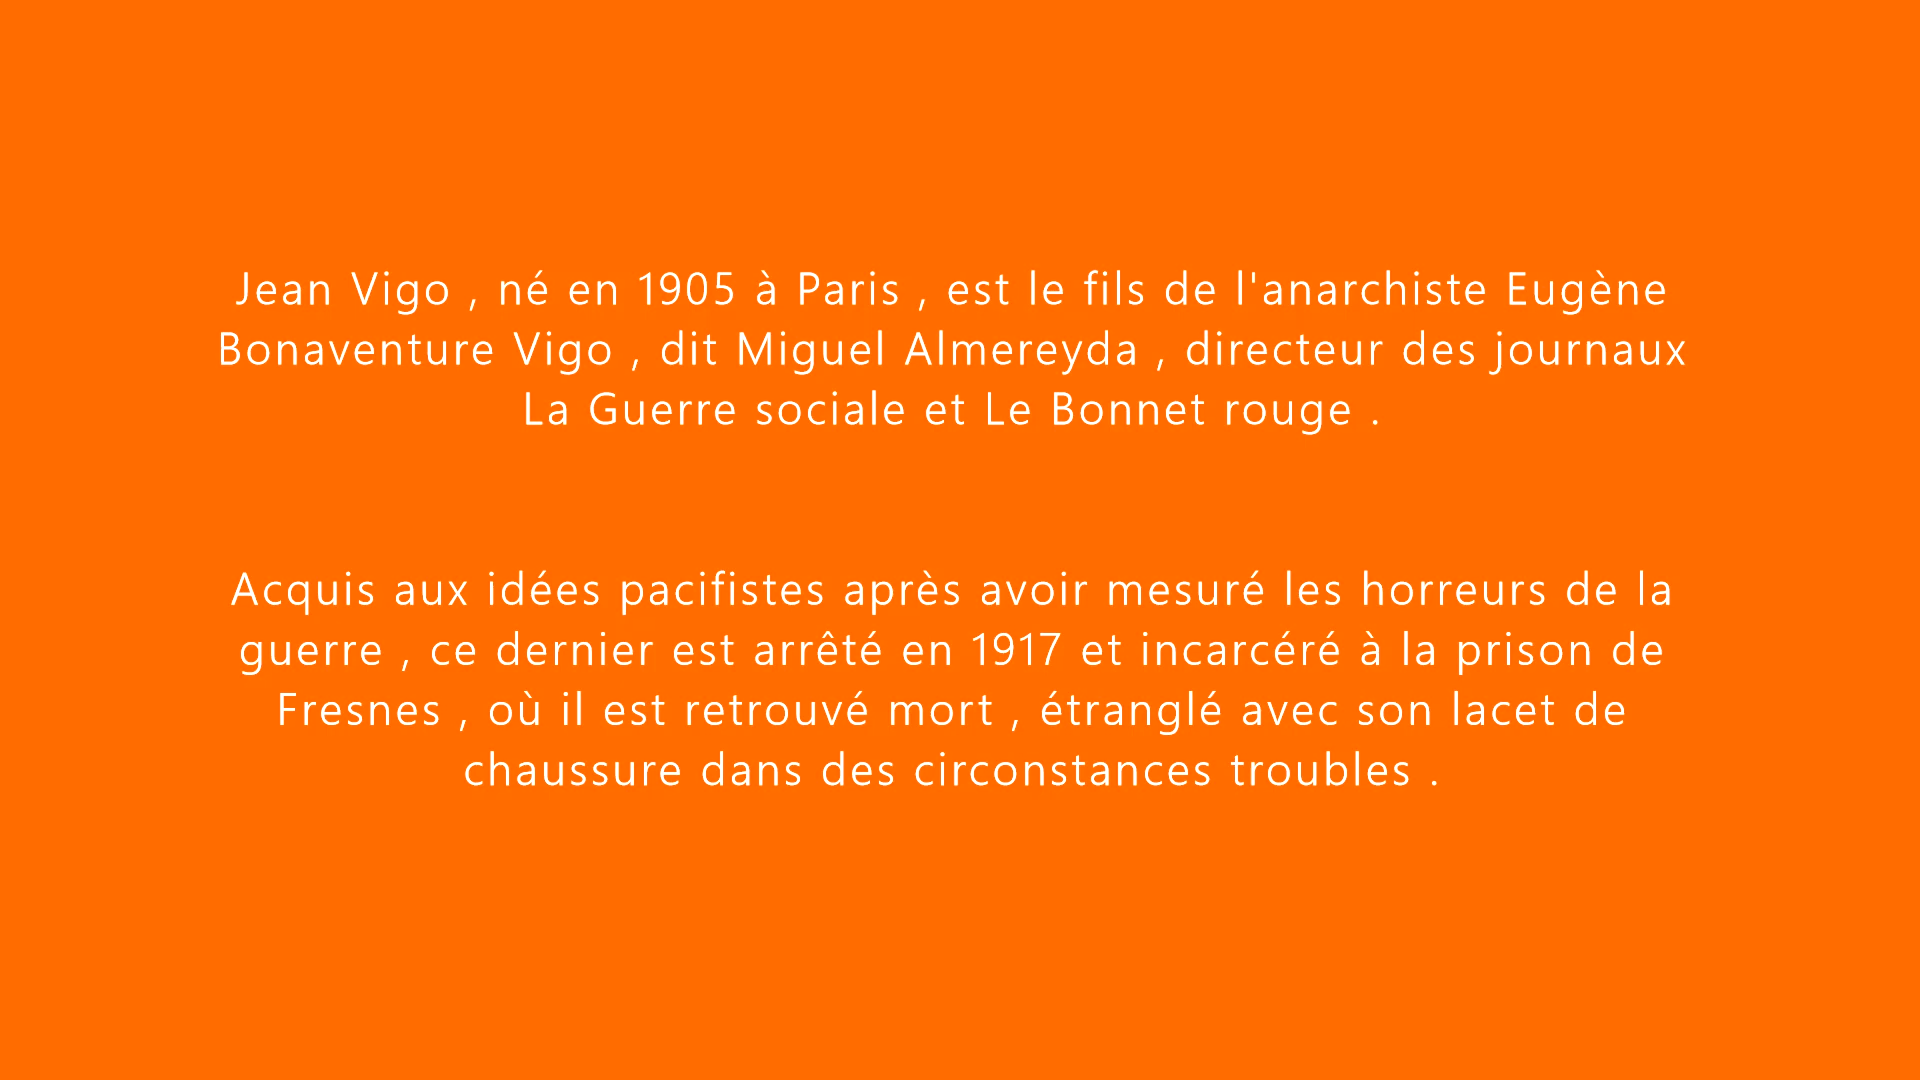 Jean Vigo , né en 1905 à Paris , est le fils de l'anarchiste Eugène
Bonaventure Vigo , dit Miguel Almereyda , directeur des journaux
La Guerre sociale et Le Bonnet rouge .
Acquis aux idées pacifistes après avoir mesuré les horreurs de la
guerre , ce dernier est arrêté en 1917 et incarcéré à la prison de
Fresnes , où il est retrouvé mort , étranglé avec son lacet de
chaussure dans des circonstances troubles .